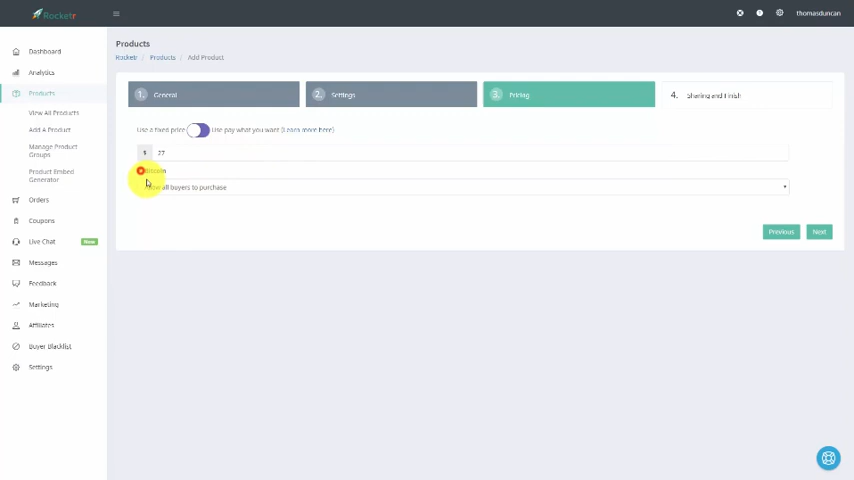 Rocketr
thomasduncan
Dashboard
Analytics
Products
View All Products
Add A Product
Manage Product
Groups
Product Embed
Generator
Orders
Coupons
Live Chat New
Messages
Feedback
Marketing
Affiliates
Buyer Blacklist
Settings
Products
Rocketr / Products / Add Product
1. General
2. Settings
3. Pricing
4. Sharing and Finish
Use a fixed price Use pay what you want (Learn more here)
$ 27
Bitcoin
Allow all buyers to purchase
Previous Next